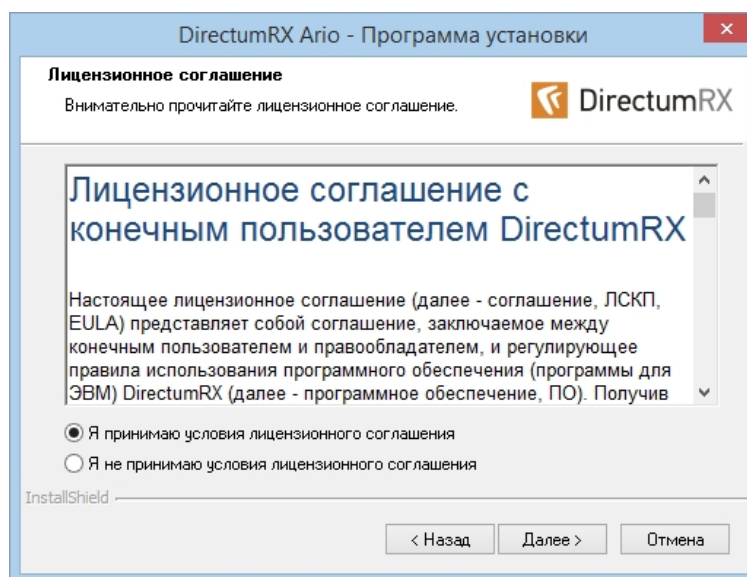 DirectumRX Ario - Программа установки
Лицензионное соглашение
Внимательно прочитайте лицензионное соглашение.
DirectumRX
Лицензионное соглашение с
конечным пользователем DirectumRX
Настоящее лицензионное соглашение (далее - соглашение, ЛСКП,
EULA) представляет собой соглашение, заключаемое между
конечным пользователем и правообладателем, и регулирующее
правила использования программного обеспечения (программы для
ЭВМ) DirectumRX (далее - программное обеспечение, ПО). Получив
Я принимаю условия лицензионного соглашения
Я не принимаю условия лицензионного соглашения
InstallShield
< Назад
Далее >
Отмена